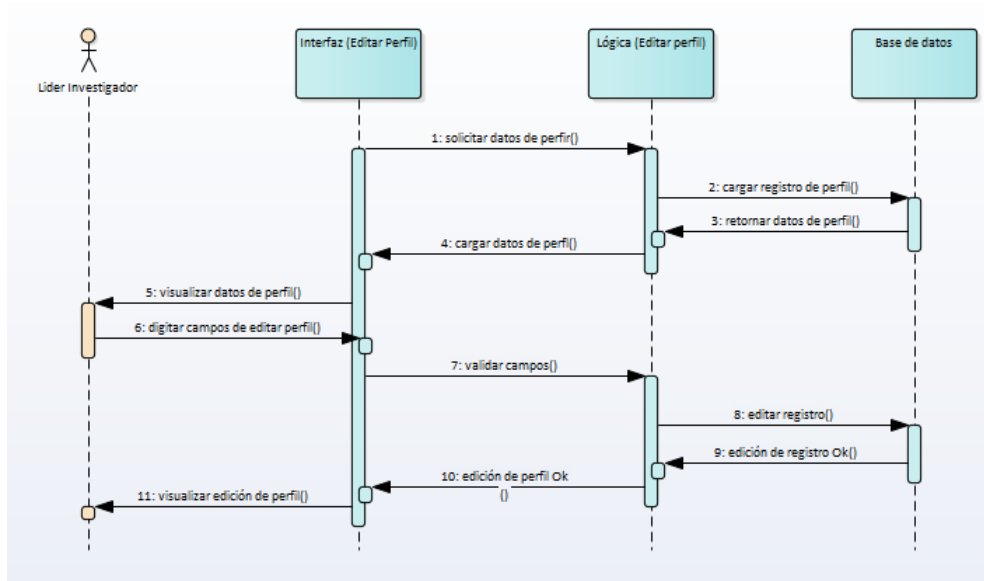 Interfaz (Editar Perfil)
Lógica (Editar perfil)
Base de datos
Lider Investigador
1: solicitar datos de perfir()
2: cargar registro de perfil()
3: retornar datos de perfil()
4: cargar datos de perfl()
5: visualizar datos de perfil()
6: digitar campos de editar perfil()
7: validar campos()
8: editar registro()
9: edición de registro Ok()
10: edición de perfil Ok
()
11: visualizar edición de perfil()